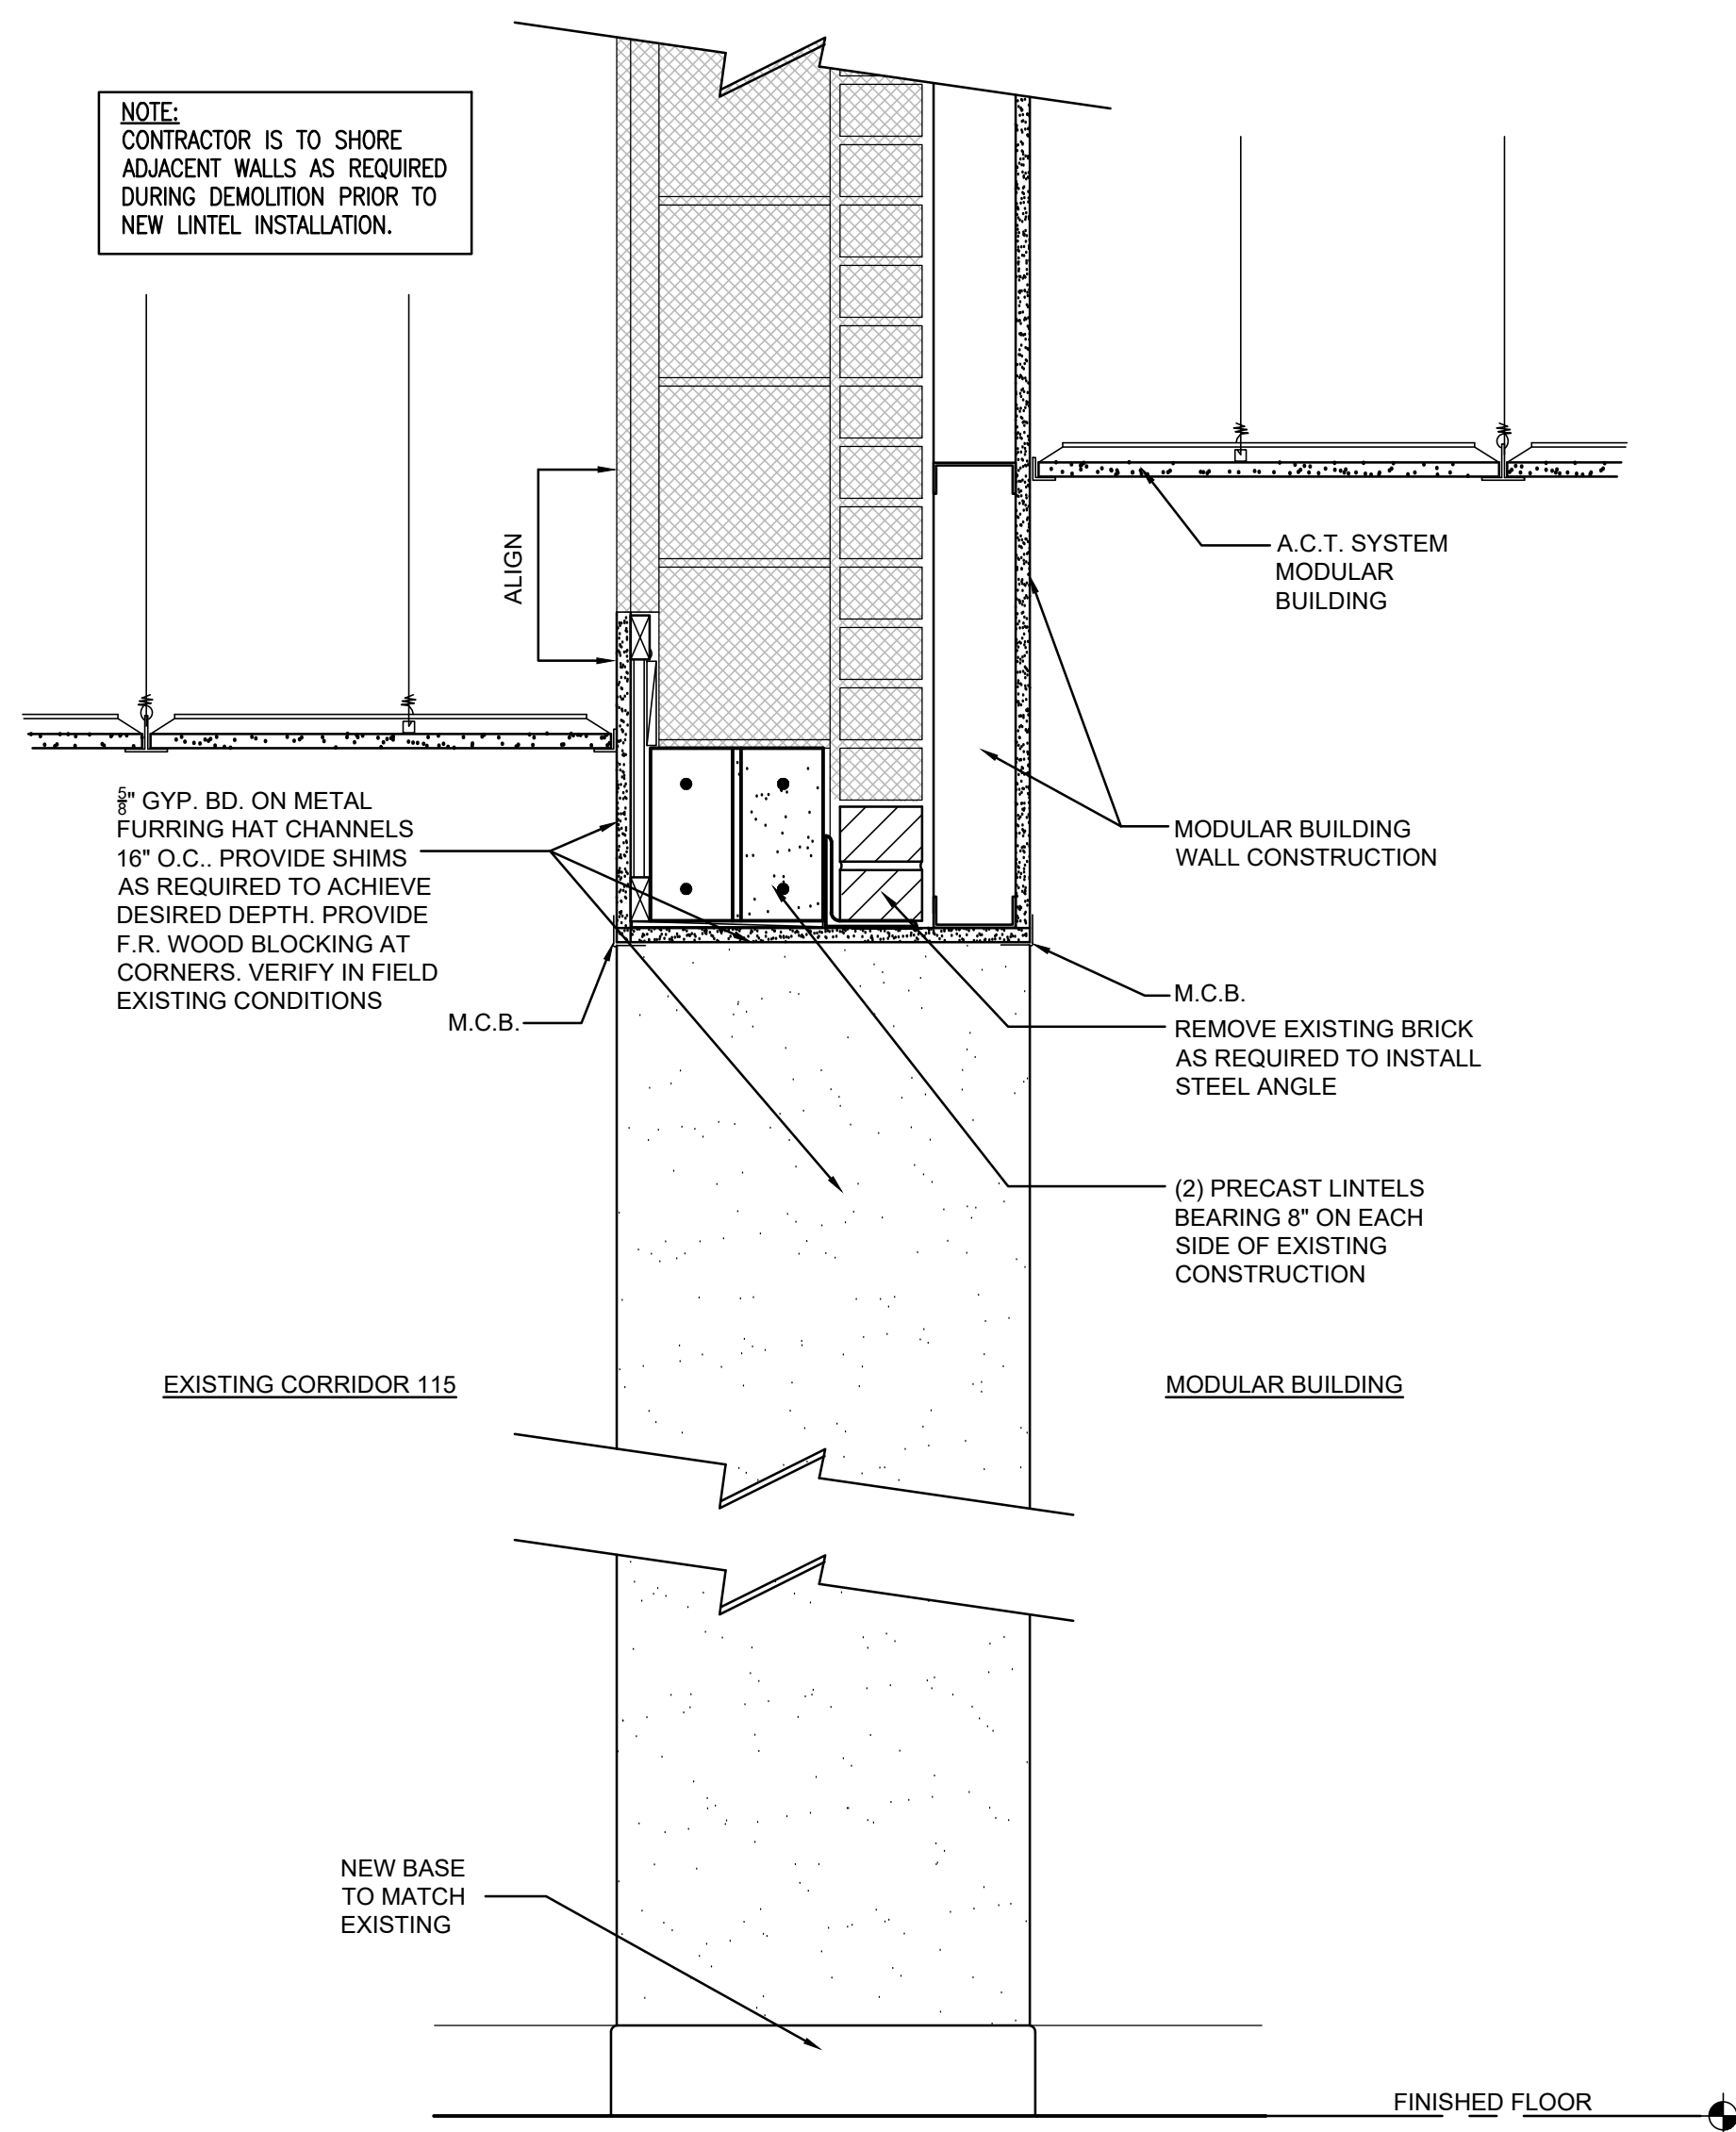 NOTE:
CONTRACTOR IS TO SHORE
ADJACENT WALLS AS REQUIRED
DURING DEMOLITION PRIOR TO
NEW LINTEL INSTALLATION.
ALIGN
A.C.T. SYSTEM
MODULAR
BUILDING
5/8" GYP. BD. ON METAL
FURRING HAT CHANNELS
16" O.C.. PROVIDE SHIMS
AS REQUIRED TO ACHIEVE
DESIRED DEPTH. PROVIDE
F.R. WOOD BLOCKING AT
CORNERS. VERIFY IN FIELD
EXISTING CONDITIONS
M.C.B.
MODULAR BUILDING
WALL CONSTRUCTION
M.C.B.
REMOVE EXISTING BRICK
AS REQUIRED TO INSTALL
STEEL ANGLE
(2) PRECAST LINTELS
BEARING 8" ON EACH
SIDE OF EXISTING
CONSTRUCTION
EXISTING CORRIDOR 115
MODULAR BUILDING
NEW BASE
TO MATCH
EXISTING
FINISHED FLOOR